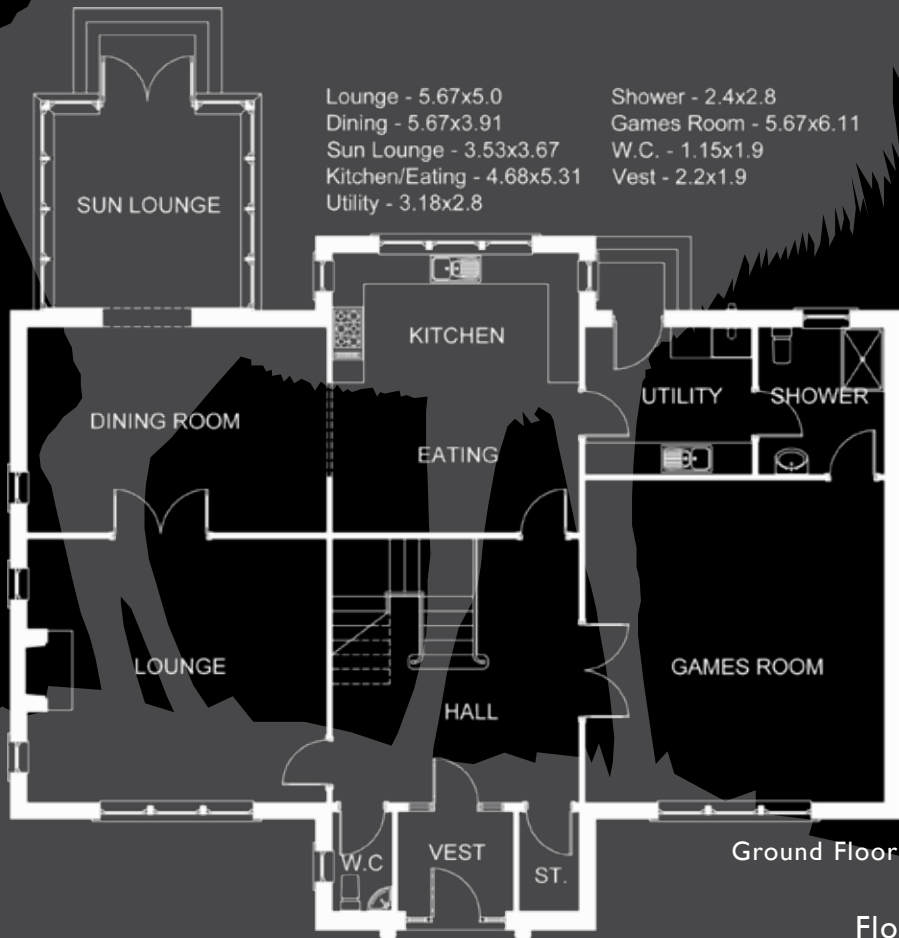 Lounge - 5.67x5.0
Dining - 5.67x3.91
Sun Lounge - 3.53x3.67
Kitchen/Eating - 4.68x5.31
Utility - 3.18x2.8
Shower - 2.4x2.8
Games Room - 5.67x6.11
W.C. - 1.15x1.9
Vest - 2.2x1.9
SUN LOUNGE
KITCHEN
UTILITY
SHOWER
DINING ROOM
EATING
LOUNGE
GAMES ROOM
HALL
W.C
VEST
ST.
Ground Floor
Flo